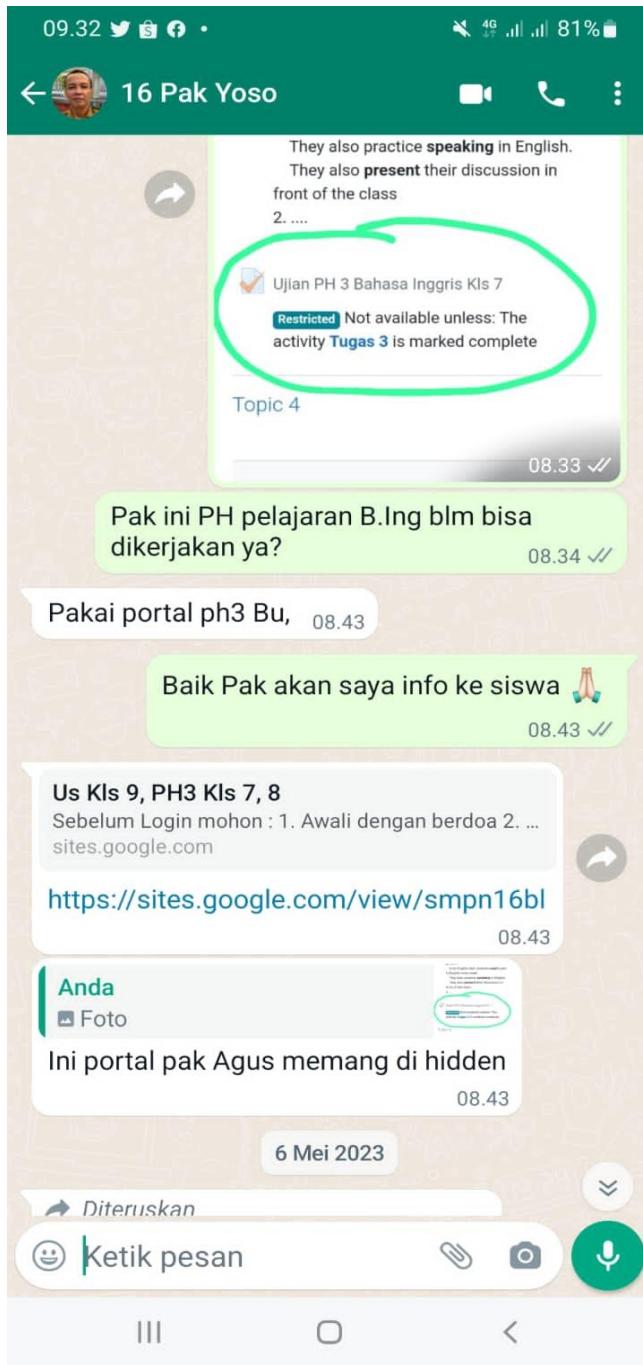 09.32
4G
81%
16 Pak Yoso
They also practice speaking in English.
They also present their discussion in
front of the class
2. ....
Ujian PH 3 Bahasa Inggris Kls 7
Restricted Not available unless: The
activity Tugas 3 is marked complete
Topic 4
08.33
Pak ini PH pelajaran B.Ing blm bisa
dikerjakan ya?
08.34
Pakai portal ph3 Bu,
08.43
Baik Pak akan saya info ke siswa 🙏🏻
08.43
Us Kls 9, PH3 Kls 7, 8
Sebelum Login mohon : 1. Awali dengan berdoa 2. ...
sites.google.com
https://sites.google.com/view/smpn16bl
08.43
Anda
Foto
Ini portal pak Agus memang di hidden
08.43
6 Mei 2023
Diteruskan
Ketik pesan